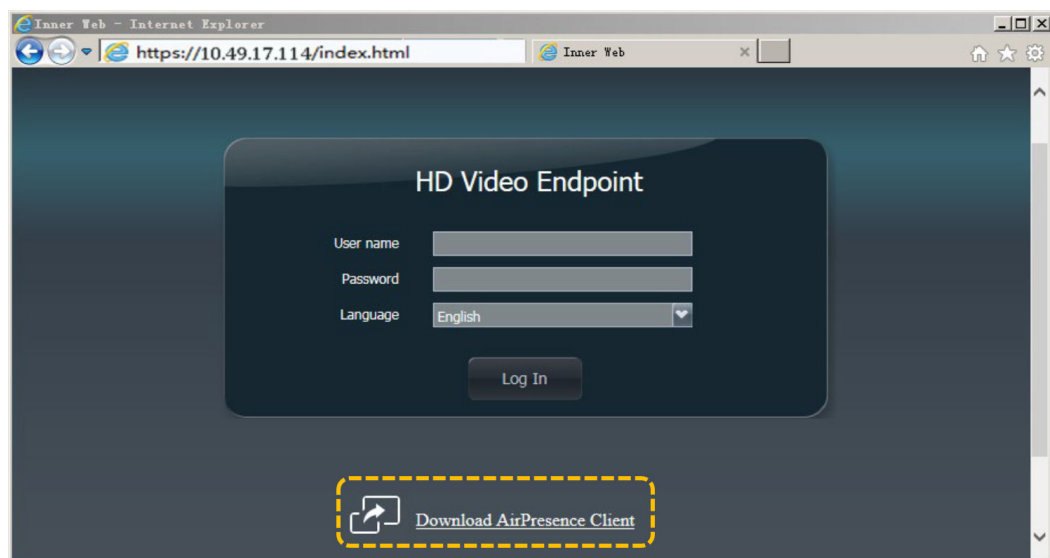 Inner Web - Internet Explorer
https://10.49.17.114/index.html
Inner Web
HD Video Endpoint
User name
Password
Language
English
Log In
Download AirPresence Client